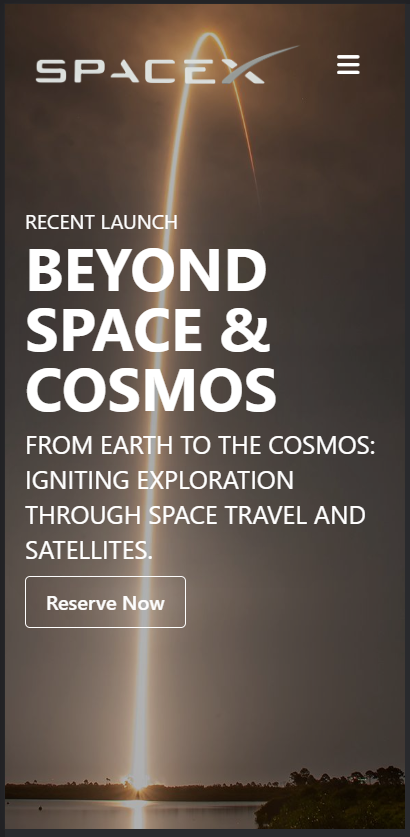 SPACEX
RECENT LAUNCH
BEYOND
SPACE &
COSMOS
FROM EARTH TO THE COSMOS:
IGNITING EXPLORATION
THROUGH SPACE TRAVEL AND
SATELLITES.
Reserve Now